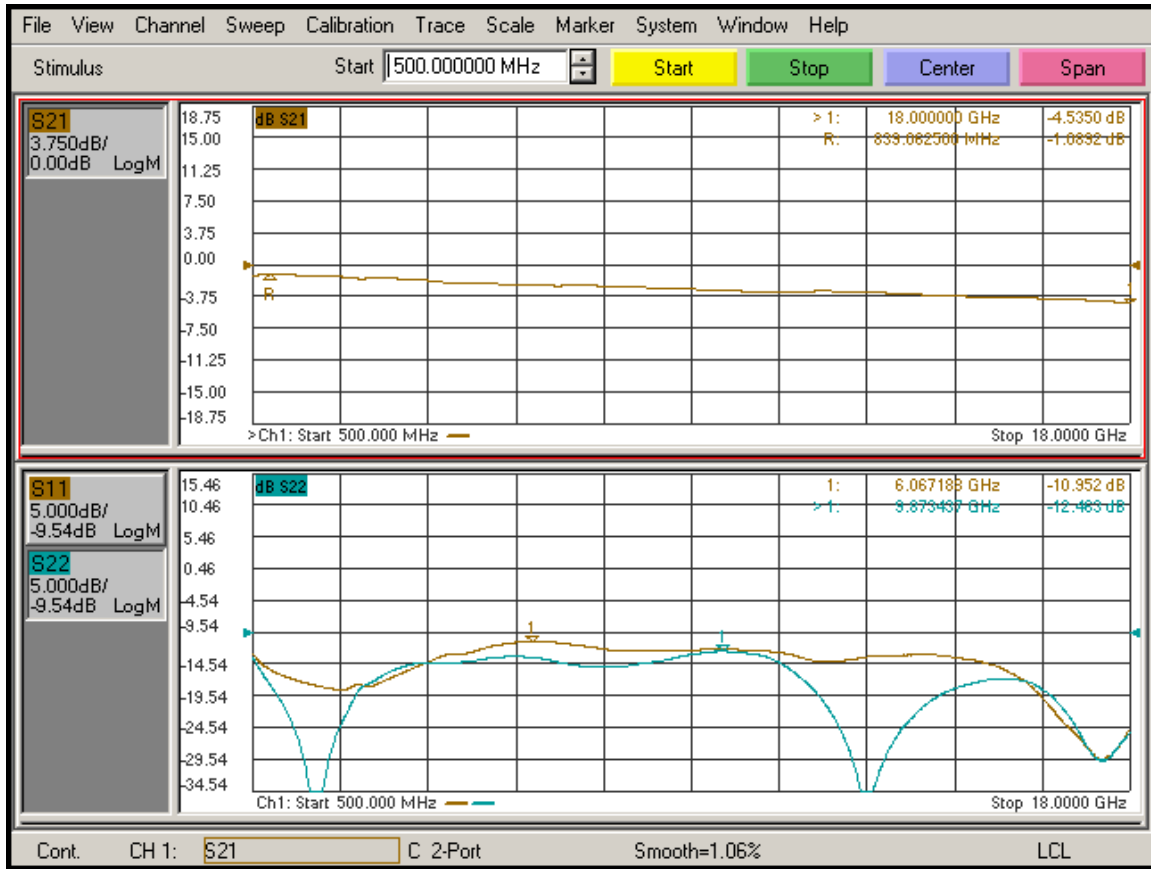 File View Channel Sweep Calibration Trace Scale Marker System Window Help
Stimulus Start 500.000000 MHz Start Stop Center Span
S21
3.750dB/
0.00dB LogM
18.75
15.00
11.25
7.50
3.75
0.00
-3.75
-7.50
-11.25
-15.00
-18.75
dB S21
> 1: 18.000000 GHz -4.5350 dB
R: 839.062500 MHz -1.0892 dB
R
1
>Ch1: Start 500.000 MHz Stop 18.0000 GHz
S11
5.000dB/
-9.54dB LogM
S22
5.000dB/
-9.54dB LogM
15.46
10.46
5.46
0.46
-4.54
-9.54
-14.54
-19.54
-24.54
-29.54
-34.54
dB S22
1: 6.067188 GHz -10.952 dB
> 1: 9.873437 GHz -12.463 dB
1
1
Ch1: Start 500.000 MHz Stop 18.0000 GHz
Cont. CH 1: S21 C 2-Port Smooth=1.06% LCL